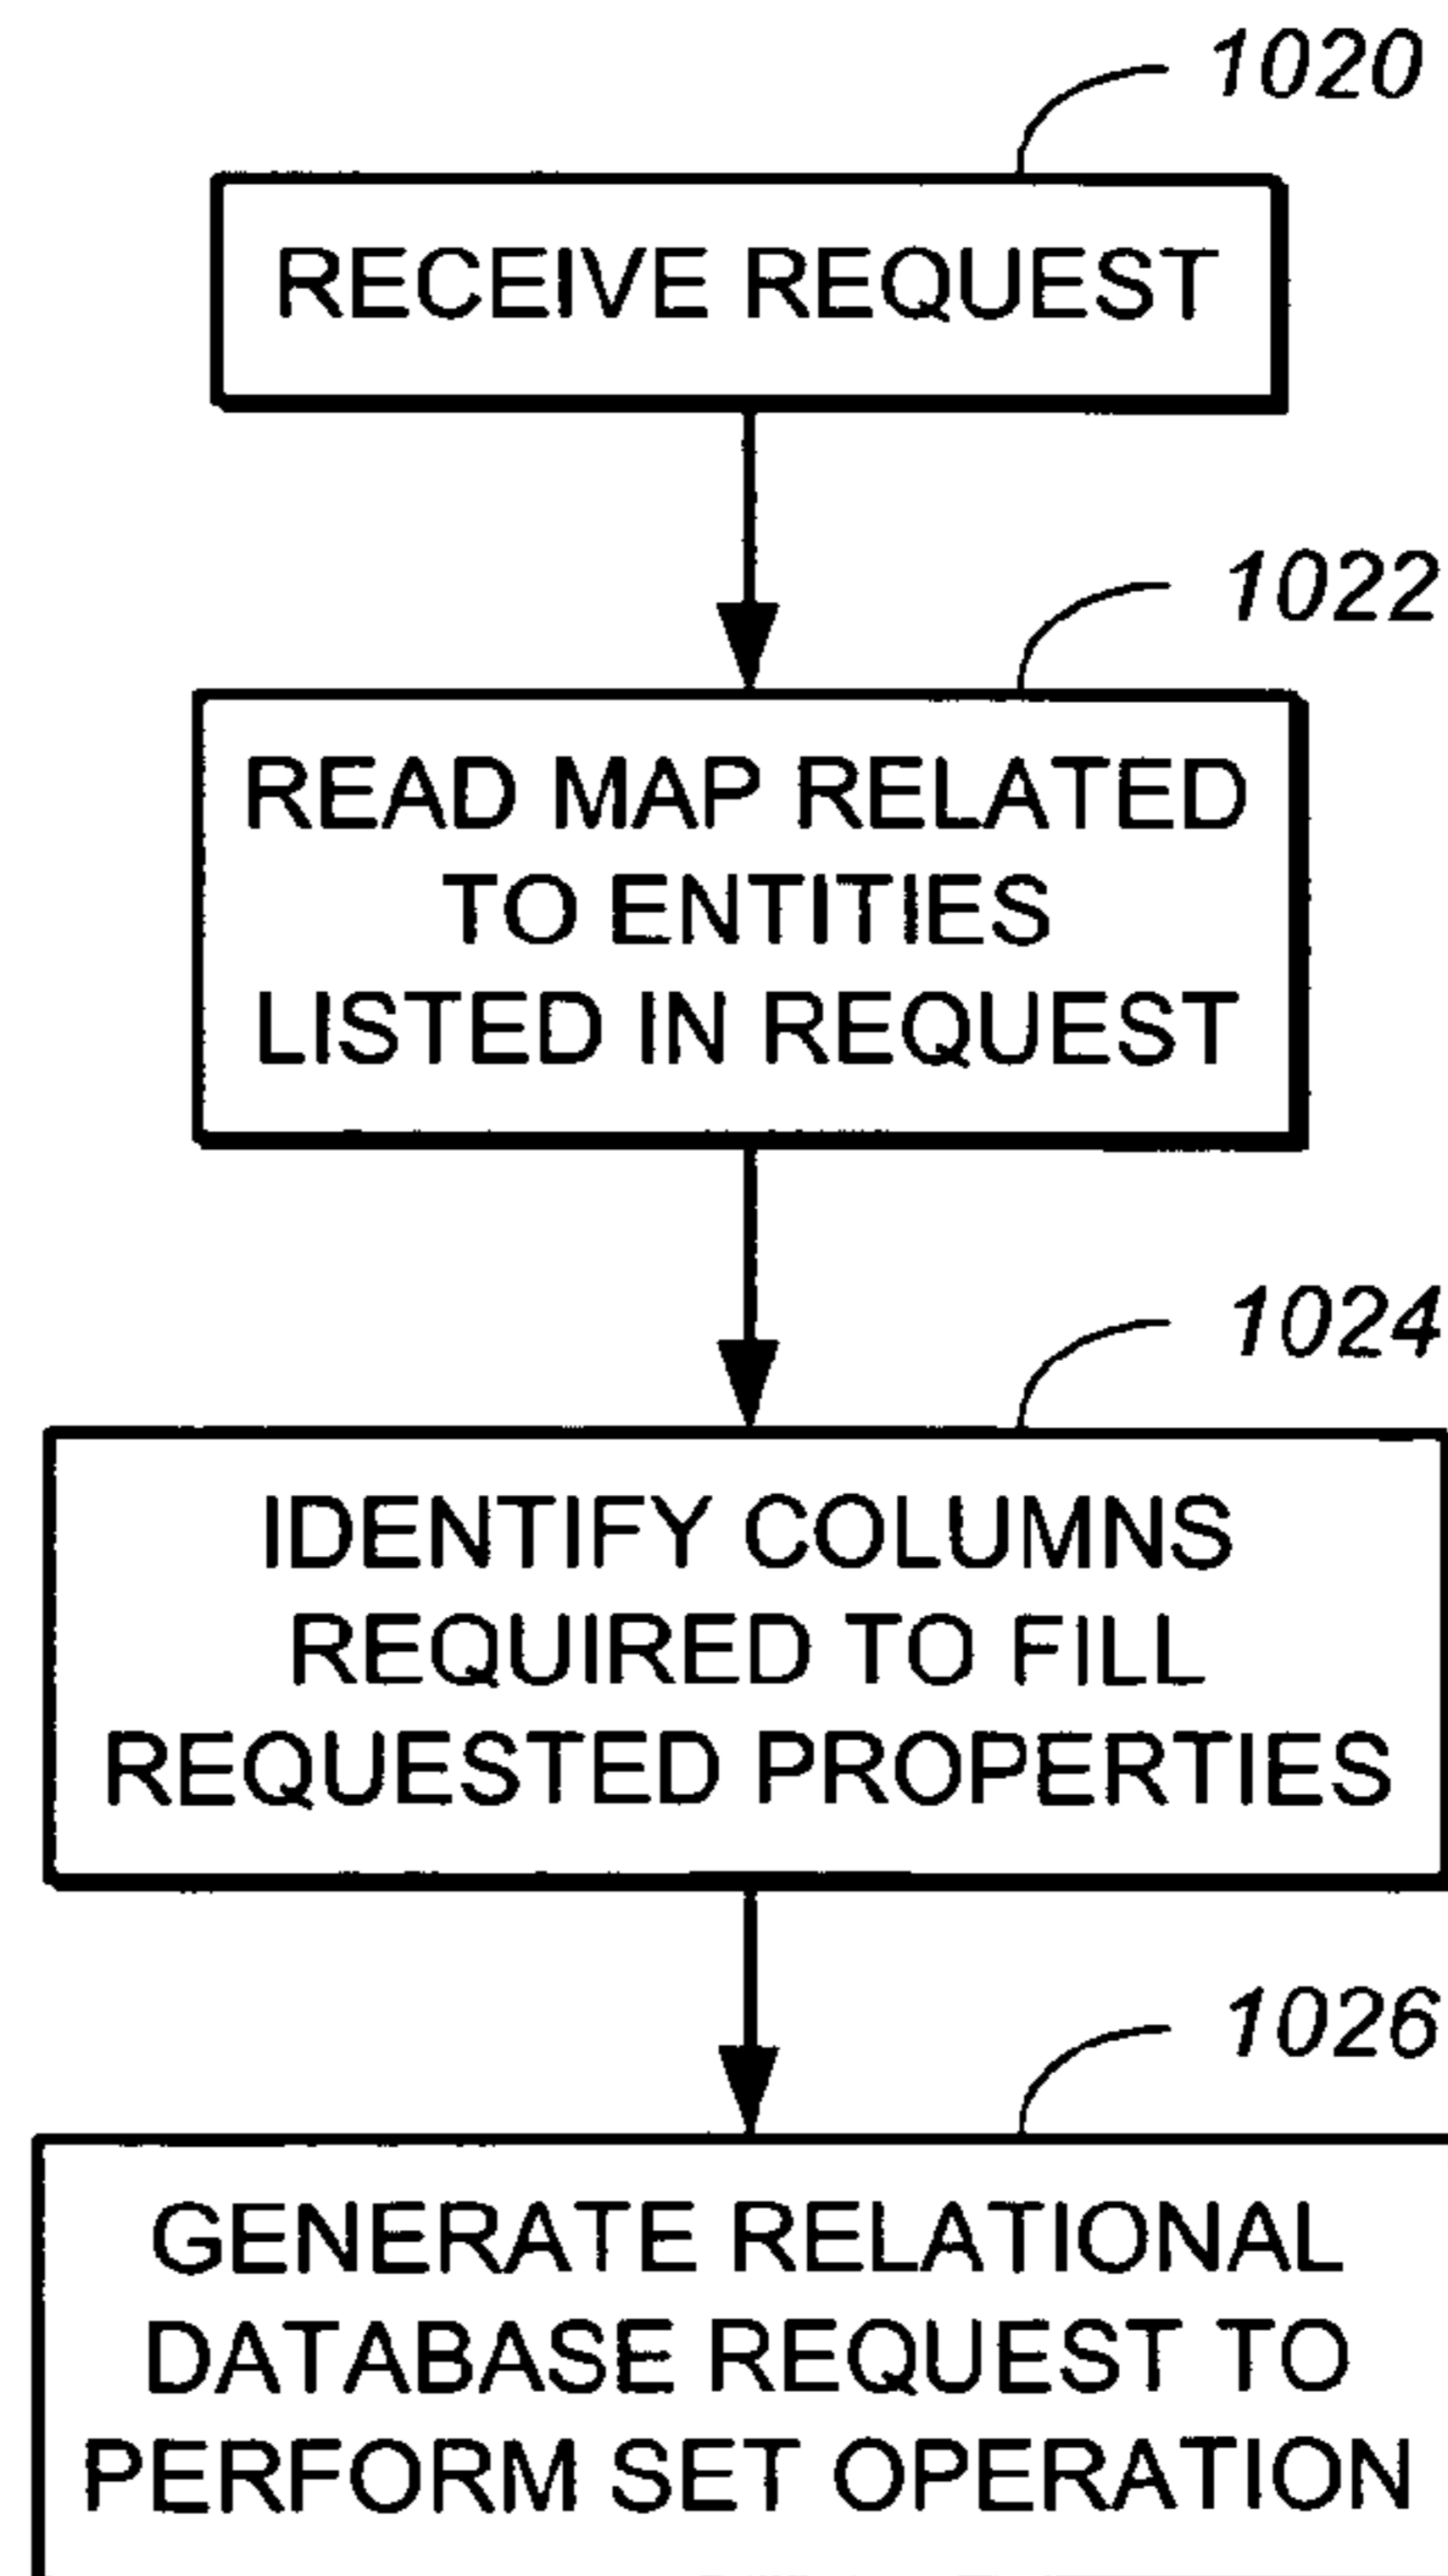 1020
RECEIVE REQUEST
1022
READ MAP RELATED
TO ENTITIES
LISTED IN REQUEST
1024
IDENTIFY COLUMNS
REQUIRED TO FILL
REQUESTED PROPERTIES
1026
GENERATE RELATIONAL
DATABASE REQUEST TO
PERFORM SET OPERATION